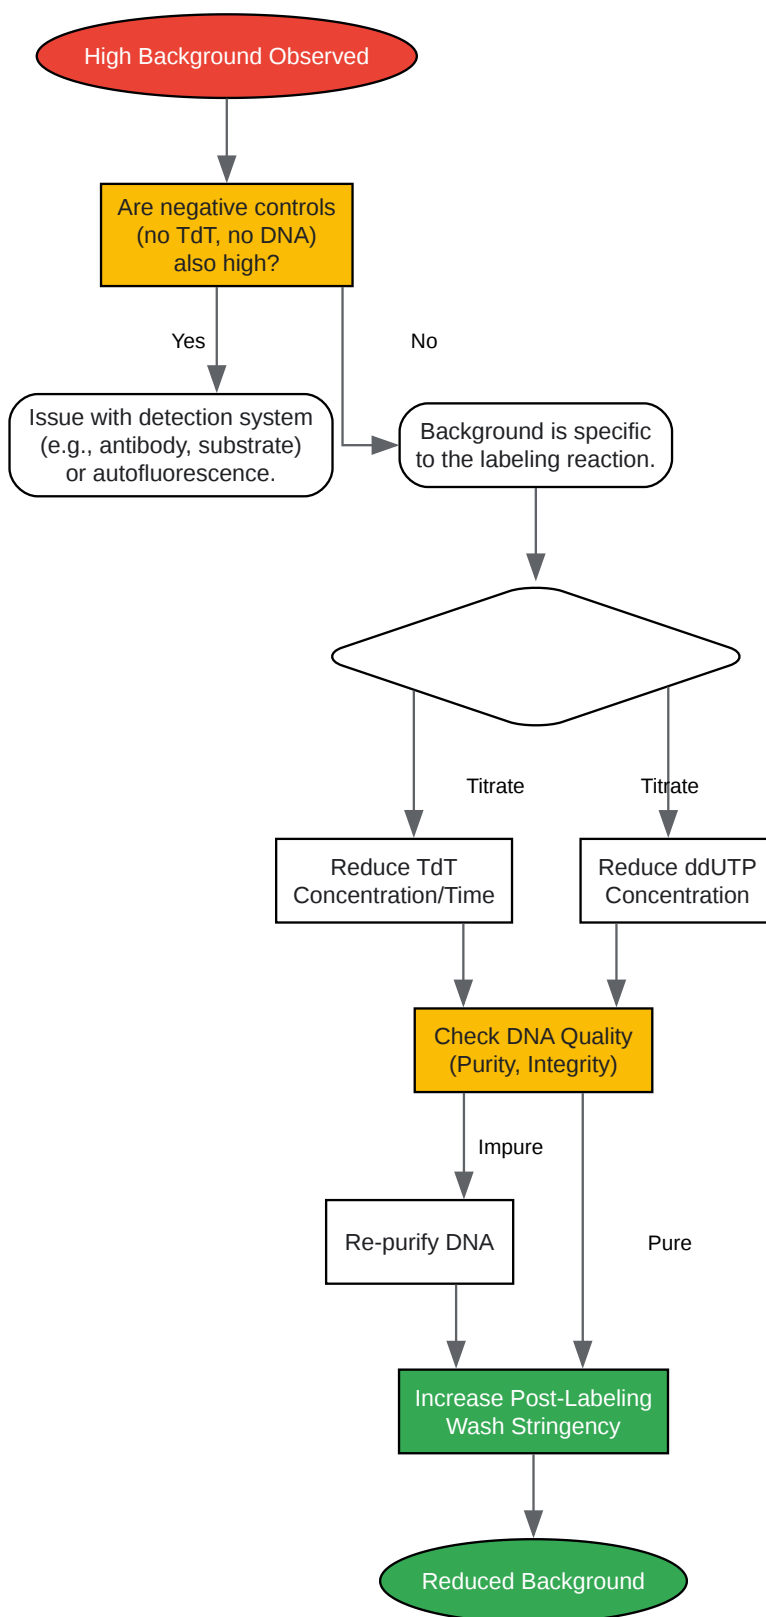 High Background Observed
Are negative controls
(no TdT, no DNA)
also high?
Yes
No
Issue with detection system
(e.g., antibody, substrate)
or autofluorescence.
Background is specific
to the labeling reaction.
Titrate
Titrate
Reduce TdT
Concentration/Time
Reduce ddUTP
Concentration
Check DNA Quality
(Purity, Integrity)
Impure
Re-purify DNA
Pure
Increase Post-Labeling
Wash Stringency
Reduced Background